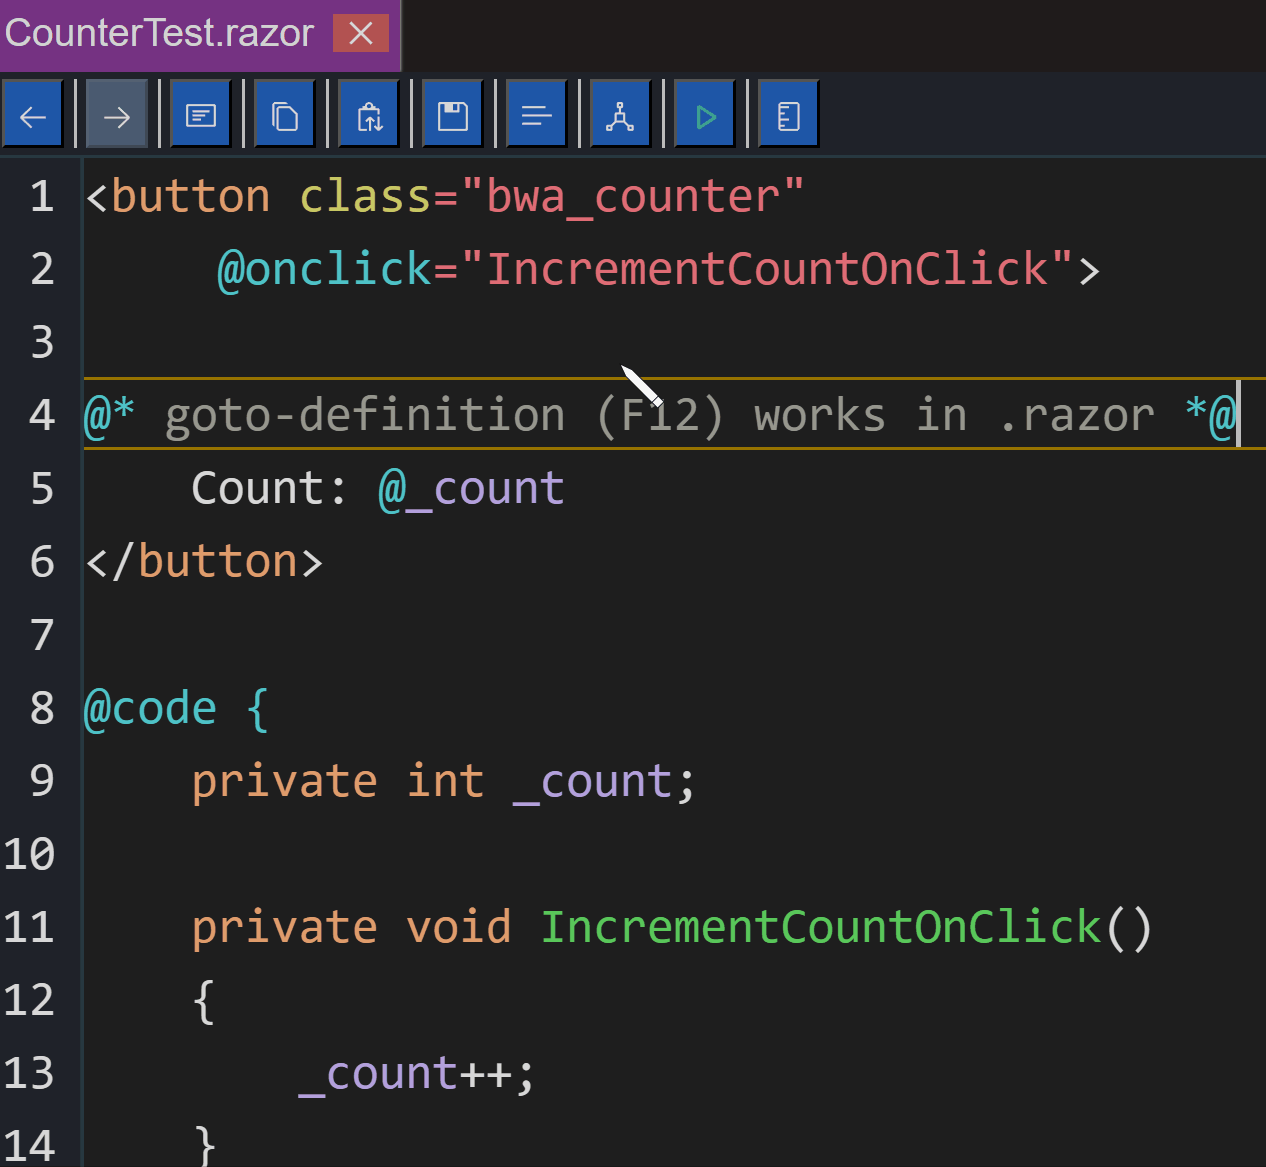 CounterTest.razor
1 <button class="bwa_counter"
2      @onclick="IncrementCountOnClick">
3
4 @* goto-definition (F12) works in .razor *@
5     Count: @_count
6 </button>
7
8 @code {
9     private int _count;
10
11     private void IncrementCountOnClick()
12     {
13         _count++;
14     }